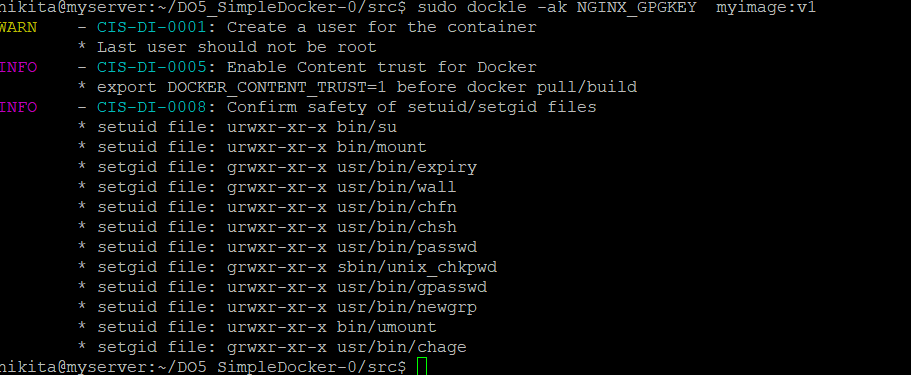 nikita@myserver:~/DO5_SimpleDocker-0/src$ sudo dockle -ak NGINX_GPGKEY  myimage:v1
WARN    - CIS-DI-0001: Create a user for the container
        * Last user should not be root
INFO    - CIS-DI-0005: Enable Content trust for Docker
        * export DOCKER_CONTENT_TRUST=1 before docker pull/build
INFO    - CIS-DI-0008: Confirm safety of setuid/setgid files
        * setuid file: urwxr-xr-x bin/su
        * setuid file: urwxr-xr-x bin/mount
        * setgid file: grwxr-xr-x usr/bin/expiry
        * setgid file: grwxr-xr-x usr/bin/wall
        * setuid file: urwxr-xr-x usr/bin/chfn
        * setuid file: urwxr-xr-x usr/bin/chsh
        * setuid file: urwxr-xr-x usr/bin/passwd
        * setgid file: grwxr-xr-x sbin/unix_chkpwd
        * setuid file: urwxr-xr-x usr/bin/gpasswd
        * setuid file: urwxr-xr-x usr/bin/newgrp
        * setuid file: urwxr-xr-x bin/umount
        * setgid file: grwxr-xr-x usr/bin/chage
nikita@myserver:~/DO5_SimpleDocker-0/src$